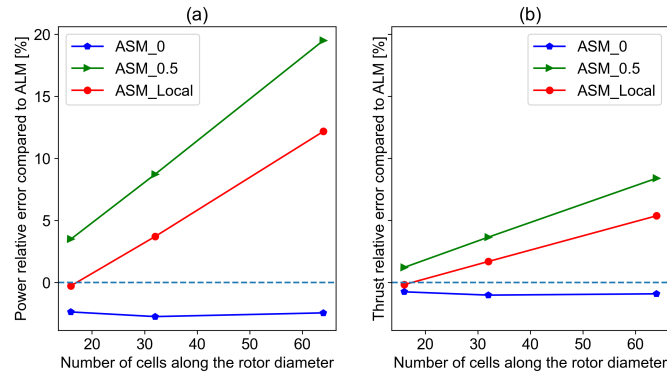 (a)
Power relative error compared to ALM [%]
20
15
10
5
0
ASM_0
ASM_0.5
ASM_Local
20 30 40 50 60
Number of cells along the rotor diameter
(b)
Thrust relative error compared to ALM [%]
ASM_0
ASM_0.5
ASM_Local
20 30 40 50 60
Number of cells along the rotor diameter